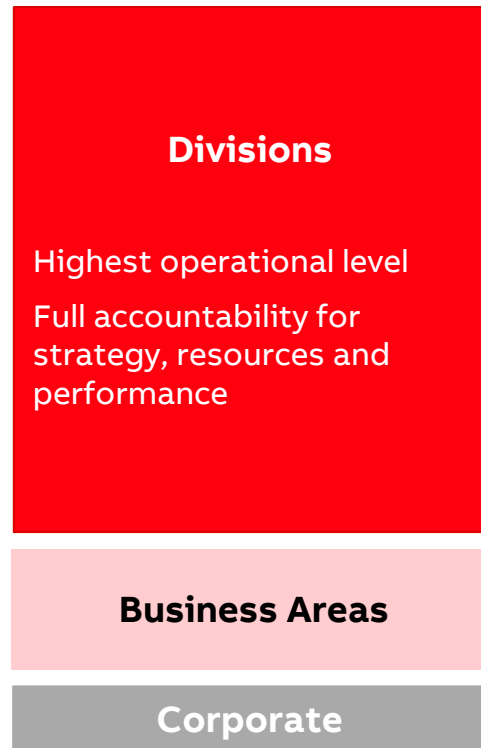 Divisions
Highest operational level
Full accountability for
strategy, resources and
performance
Business Areas
Corporate